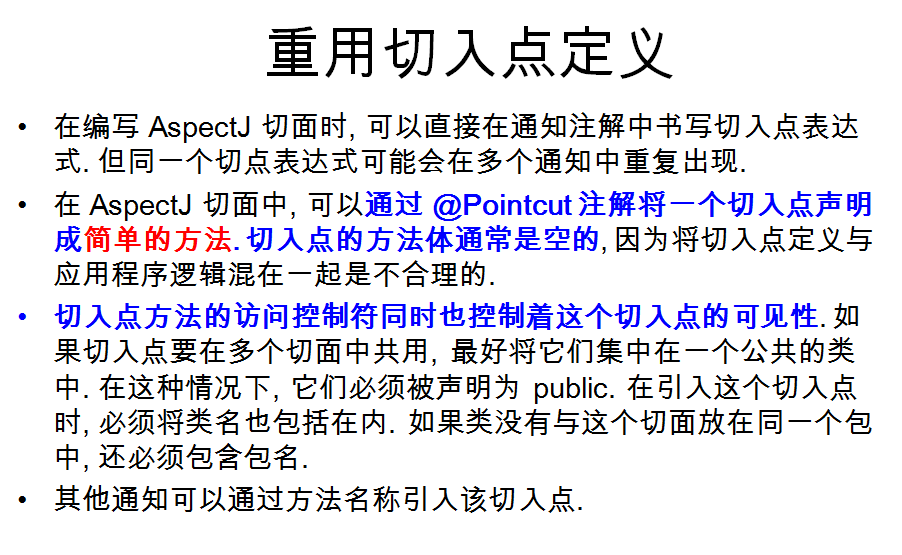 重用切入点定义
• 在编写 AspectJ 切面时, 可以直接在通知注解中书写切入点表达
式. 但同一个切点表达式可能会在多个通知中重复出现.
• 在 AspectJ 切面中, 可以通过 @Pointcut 注解将一个切入点声明
成简单的方法. 切入点的方法体通常是空的, 因为将切入点定义与
应用程序逻辑混在一起是不合理的.
• 切入点方法的访问控制符同时也控制着这个切入点的可见性. 如
果切入点要在多个切面中共用, 最好将它们集中在一个公共的类
中. 在这种情况下, 它们必须被声明为 public. 在引入这个切入点
时, 必须将类名也包括在内. 如果类没有与这个切面放在同一个包
中, 还必须包含包名.
• 其他通知可以通过方法名称引入该切入点.